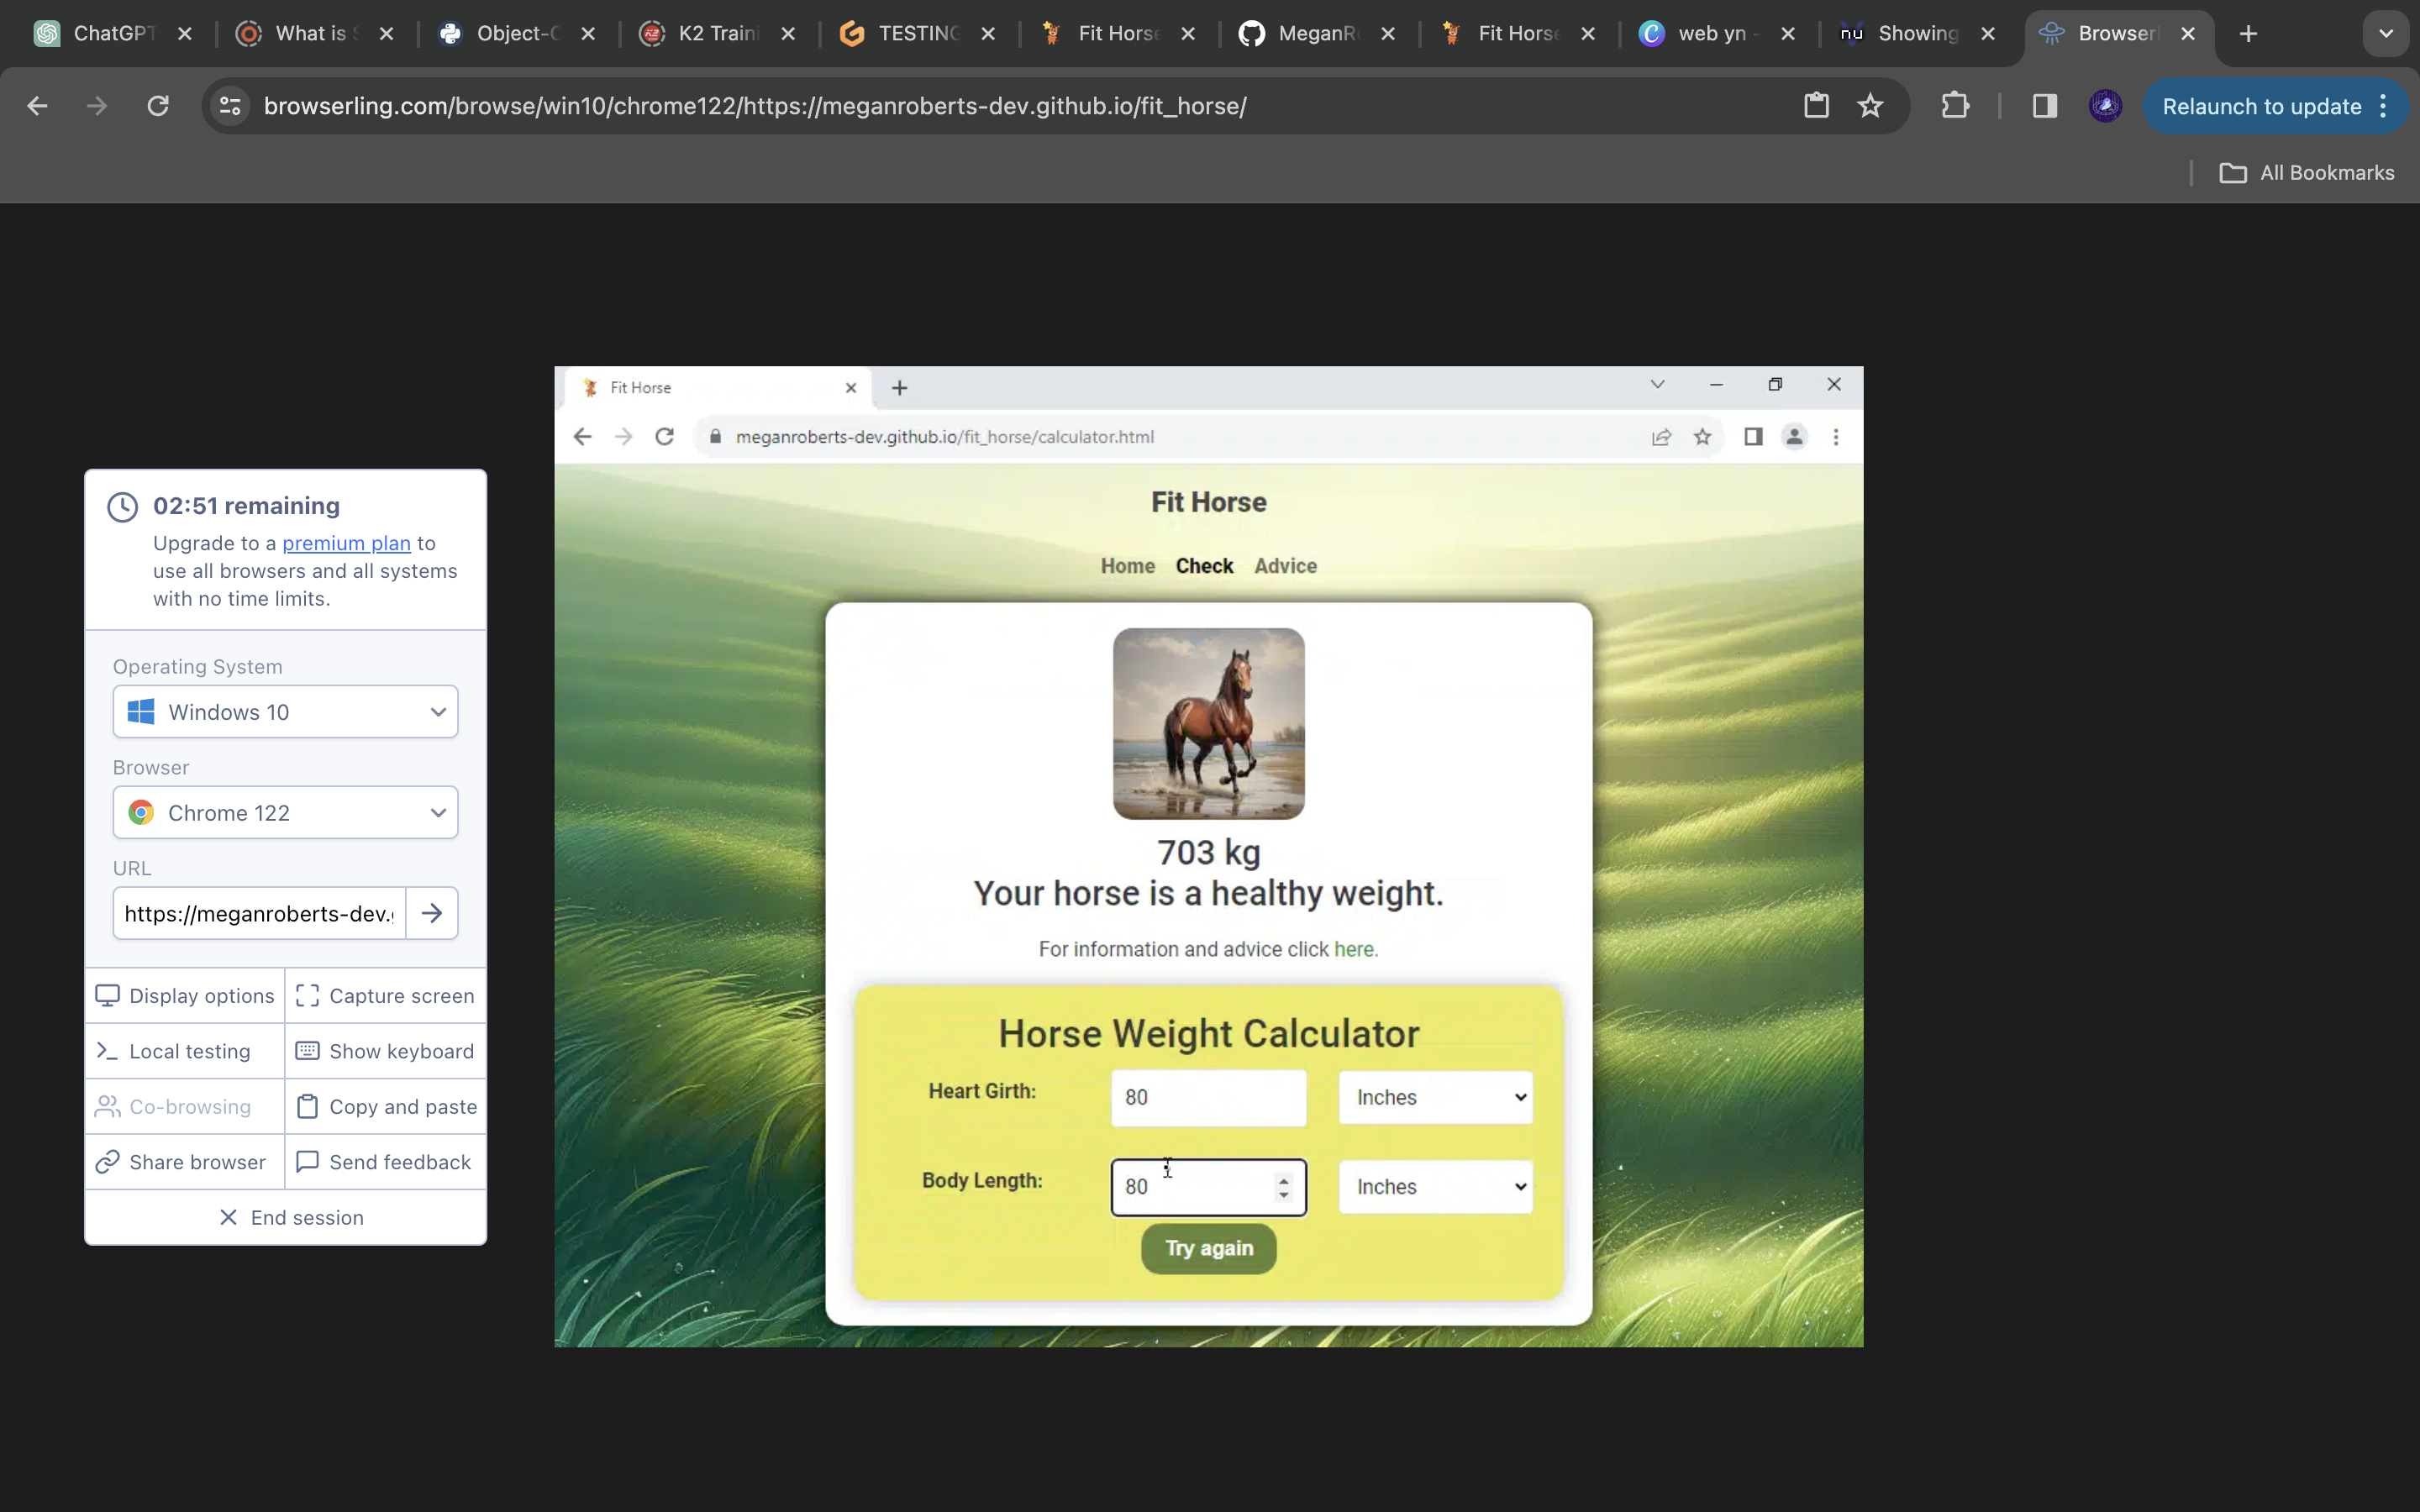 ChatGPT
What is
Object-
K2 Traini
TESTING
Fit Horse
MeganR
Fit Horse
web yn -
nu
Showing
Browserl
browserling.com/browse/win10/chrome122/https://meganroberts-dev.github.io/fit_horse/
Relaunch to update
All Bookmarks
Fit Horse
meganroberts-dev.github.io/fit_horse/calculator.html
02:51 remaining
Upgrade to a premium plan to
use all browsers and all systems
with no time limits.
Operating System
Windows 10
Browser
Chrome 122
URL
https://meganroberts-dev.
Display options
Capture screen
Local testing
Show keyboard
Co-browsing
Copy and paste
Share browser
Send feedback
End session
Fit Horse
Home Check Advice
703 kg
Your horse is a healthy weight.
For information and advice click here.
Horse Weight Calculator
Heart Girth: 80 Inches
Body Length: 80 Inches
Try again